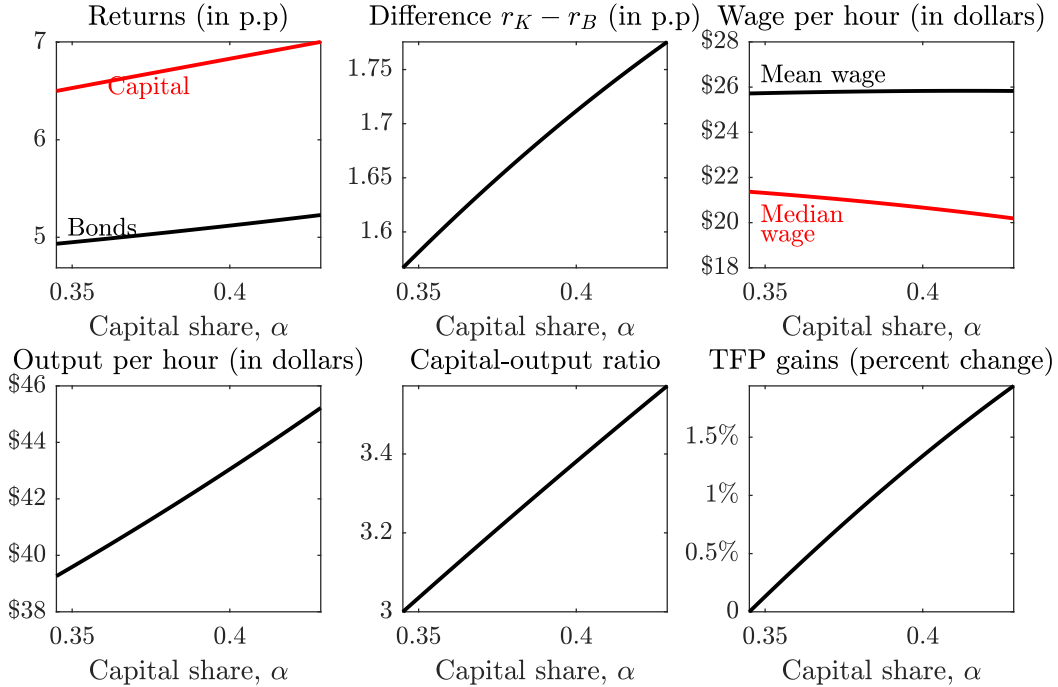 Returns (in p.p)
7
6
5
Capital
Bonds
0.35
0.4
Capital share, α
Difference r_K − r_B (in p.p)
1.75
1.7
1.65
1.6
0.35
0.4
Capital share, α
Wage per hour (in dollars)
$28
$26
$24
$22
$20
$18
Mean wage
Median
wage
0.35
0.4
Capital share, α
Output per hour (in dollars)
$46
$44
$42
$40
$38
0.35
0.4
Capital share, α
Capital-output ratio
3.4
3.2
3
0.35
0.4
Capital share, α
TFP gains (percent change)
1.5%
1%
0.5%
0
0.35
0.4
Capital share, α